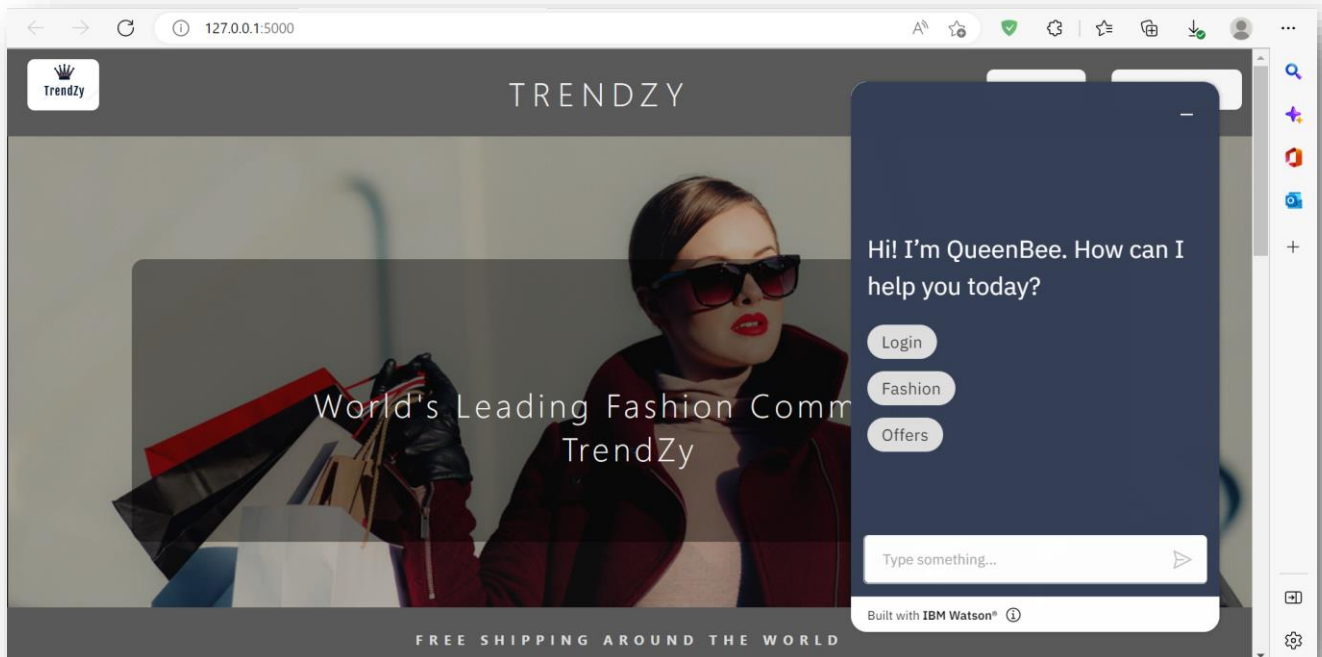 127.0.0.1:5000
TrendZy
TRENDZY
Hi! I'm QueenBee. How can I
help you today?
Login
Fashion
Offers
World's Leading Fashion Comm
TrendZy
Type something...
Built with IBM Watson®
FREE SHIPPING AROUND THE WORLD